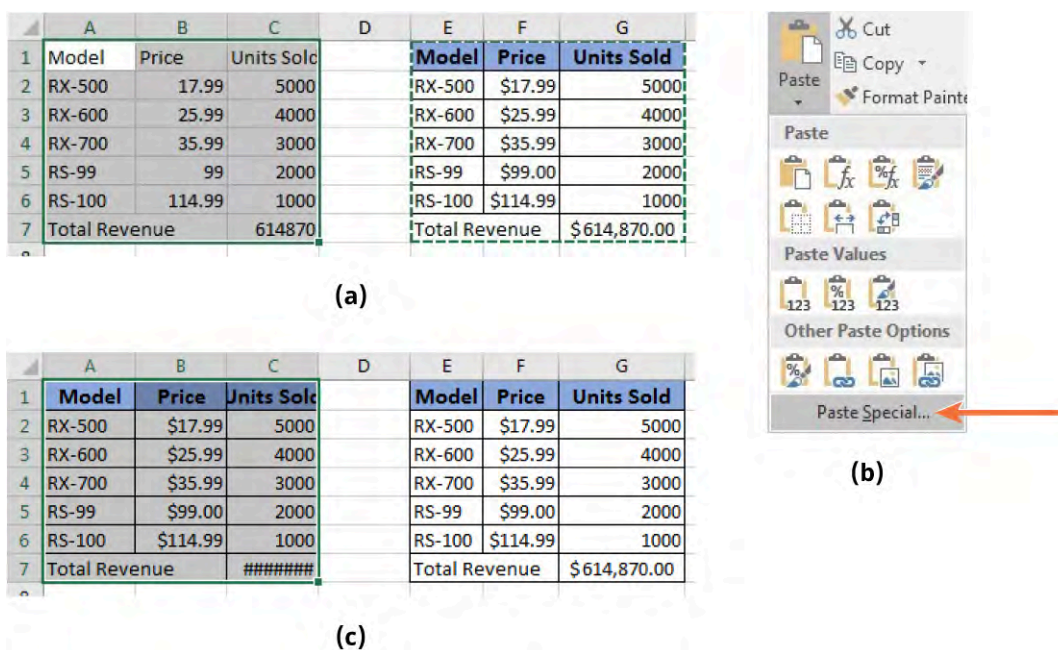 A B C D E F G
1 Model Price Units Sold Model Price Units Sold
2 RX-500 17.99 5000 RX-500 $17.99 5000
3 RX-600 25.99 4000 RX-600 $25.99 4000
4 RX-700 35.99 3000 RX-700 $35.99 3000
5 RS-99 99 2000 RS-99 $99.00 2000
6 RS-100 114.99 1000 RS-100 $114.99 1000
7 Total Revenue 614870 Total Revenue $614,870.00
(a)
Cut
Copy
Paste
Format Painte
Paste
fx %fx
Paste Values
123 % 123 123
Other Paste Options
%
Paste Special...
(b)
A B C D E F G
1 Model Price Units Sold Model Price Units Sold
2 RX-500 $17.99 5000 RX-500 $17.99 5000
3 RX-600 $25.99 4000 RX-600 $25.99 4000
4 RX-700 $35.99 3000 RX-700 $35.99 3000
5 RS-99 $99.00 2000 RS-99 $99.00 2000
6 RS-100 $114.99 1000 RS-100 $114.99 1000
7 Total Revenue ####### Total Revenue $614,870.00
(c)